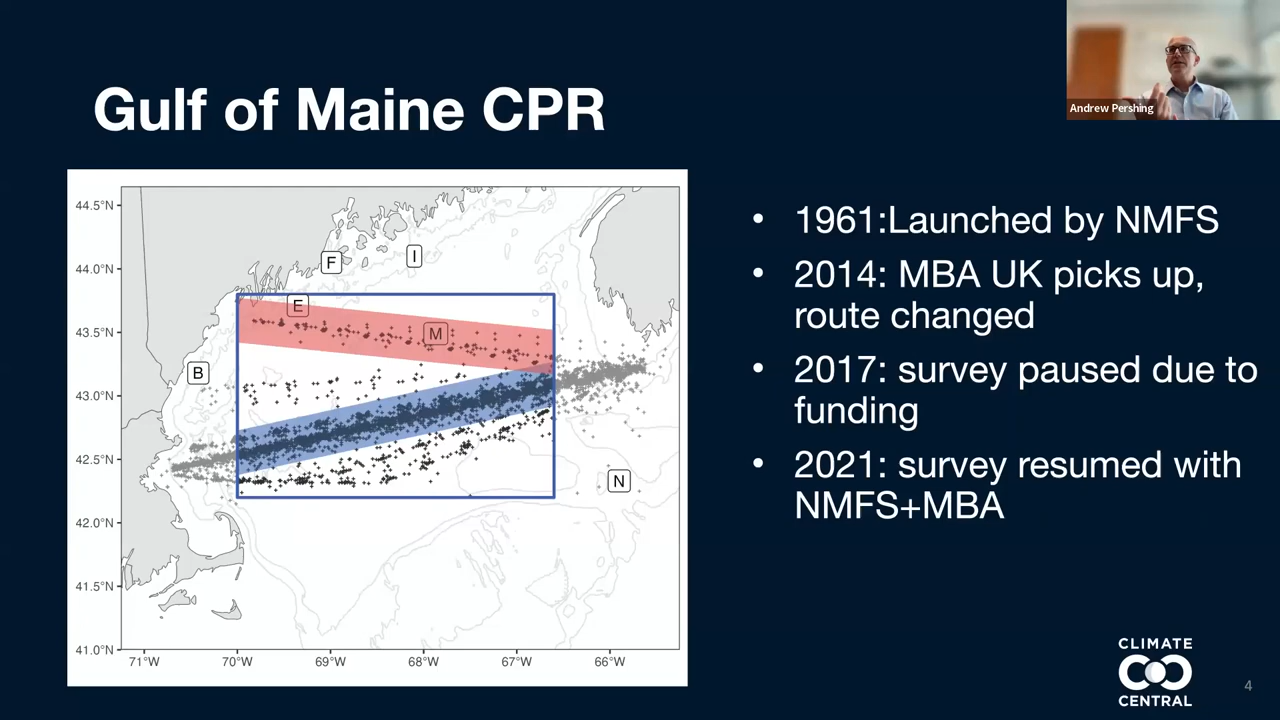 Andrew Pershing
Gulf of Maine CPR
44.5°N
44.0°N
43.5°N
43.0°N
42.5°N
42.0°N
41.5°N
41.0°N
71°W
70°W
69°W
68°W
67°W
66°W
F
I
E
M
B
N
• 1961:Launched by NMFS
• 2014: MBA UK picks up,
route changed
• 2017: survey paused due to
funding
• 2021: survey resumed with
NMFS+MBA
CLIMATE
CENTRAL
4